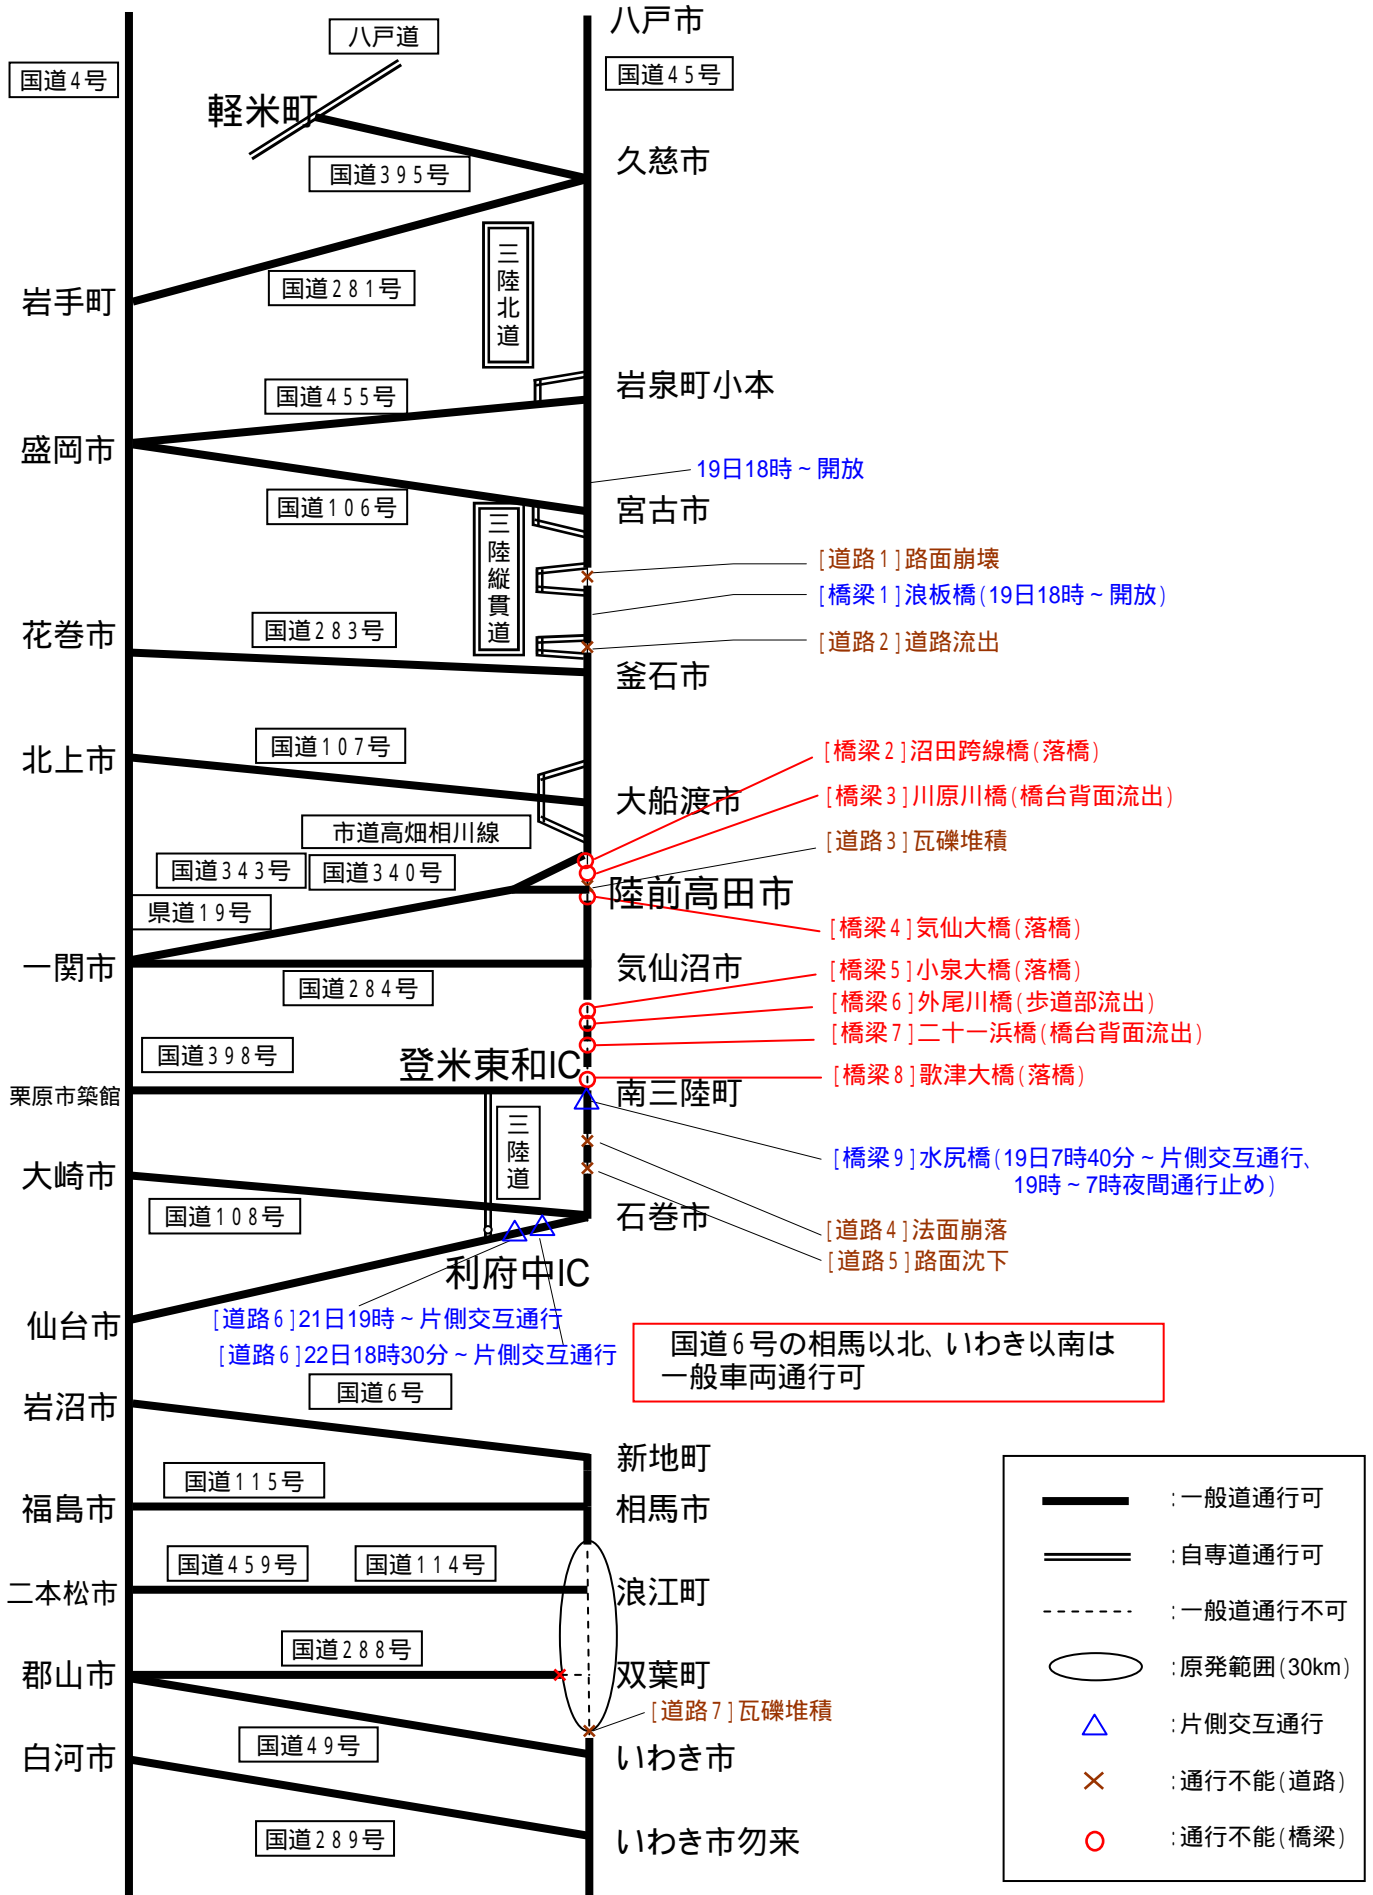 八戸市
八戸道
国道4号
国道45号
軽米町
久慈市
国道395号
三陸北道
国道281号
岩手町
岩泉町小本
国道455号
盛岡市
19日18時~開放
国道106号
宮古市
三陸縦貫道
[道路1]路面崩壊
[橋梁1]浪板橋(19日18時~開放)
国道283号
花巻市
[道路2]道路流出
釜石市
国道107号
北上市
[橋梁2]沼田跨線橋(落橋)
大船渡市
[橋梁3]川原川橋(橋台背面流出)
市道高畑相川線
[道路3]瓦礫堆積
国道343号
国道340号
陸前高田市
県道19号
[橋梁4]気仙大橋(落橋)
一関市
気仙沼市
[橋梁5]小泉大橋(落橋)
国道284号
[橋梁6]外尾川橋(歩道部流出)
[橋梁7]二十一浜橋(橋台背面流出)
国道398号
登米東和IC
[橋梁8]歌津大橋(落橋)
栗原市築館
南三陸町
三陸道
[橋梁9]水尻橋(19日7時40分~片側交互通行、
19時~7時夜間通行止め)
大崎市
国道108号
石巻市
[道路4]法面崩落
[道路5]路面沈下
利府中IC
仙台市
[道路6]21日19時~片側交互通行
[道路6]22日18時30分~片側交互通行
国道6号の相馬以北、いわき以南は
一般車両通行可
国道6号
岩沼市
新地町
国道115号
福島市
相馬市
国道459号
国道114号
二本松市
浪江町
国道288号
郡山市
双葉町
[道路7]瓦礫堆積
国道49号
白河市
いわき市
国道289号
いわき市勿来
:一般道通行可
:自専道通行可
:一般道通行不可
:原発範囲(30km)
:片側交互通行
:通行不能(道路)
:通行不能(橋梁)